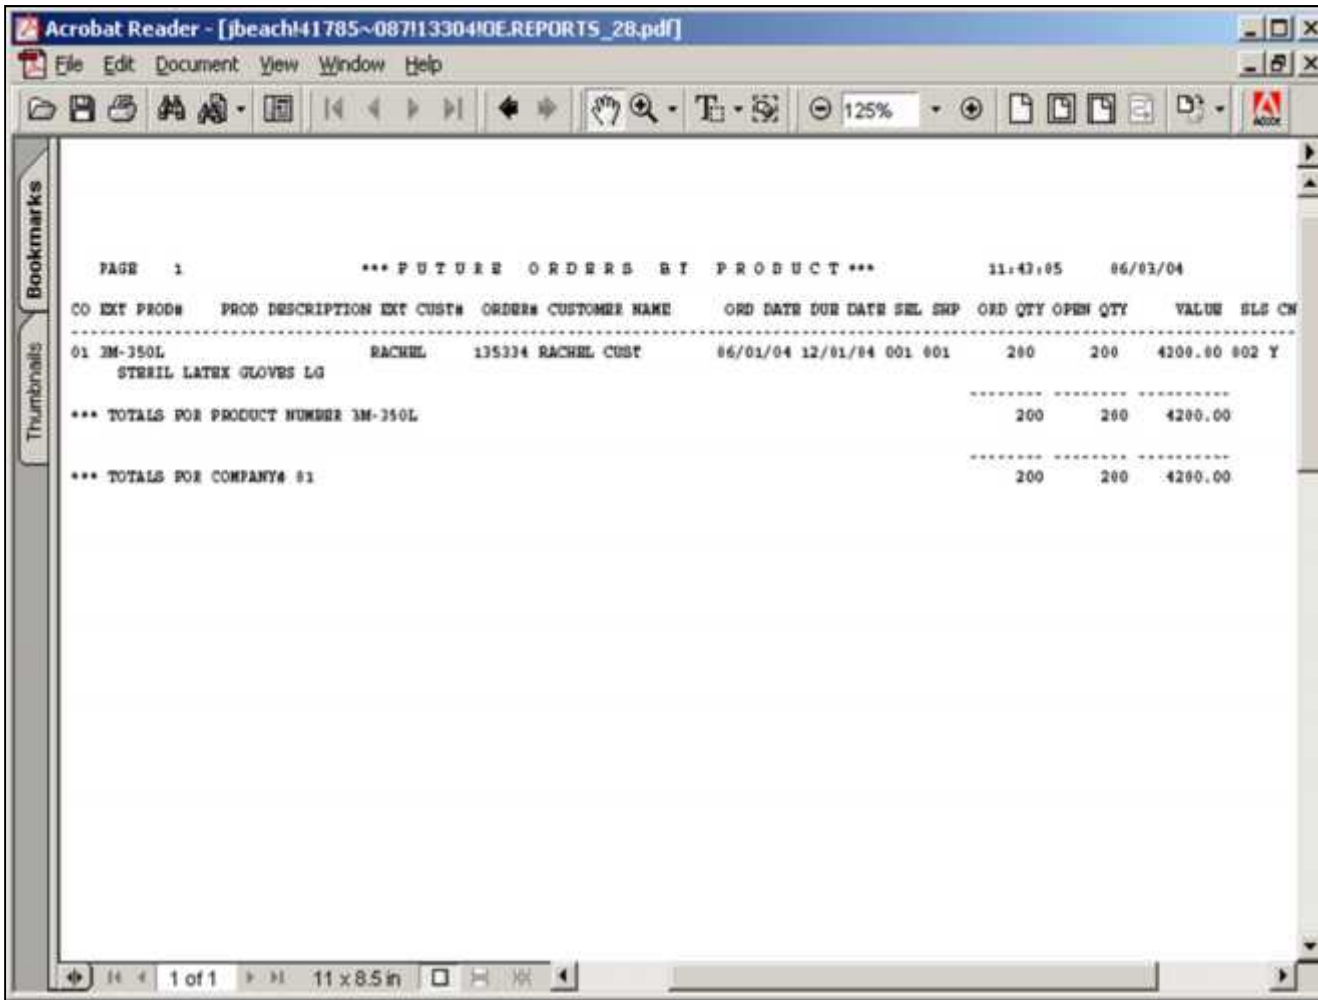 Acrobat Reader - [jbeach!41785~087!13304!OE.REPORTS_28.pdf]
File Edit Document View Window Help
125%
Adobe
Bookmarks
Thumbnails
PAGE 1 *** FUTURE ORDERS BY PRODUCT *** 11:43:05 06/03/04
CO EXT PROD# PROD DESCRIPTION EXT CUST# ORDER# CUSTOMER NAME ORD DATE DUE DATE SEL SHP ORD QTY OPEN QTY VALUE SLS CN
01 3M-350L RACHEL 135334 RACHEL CUST 06/01/04 12/01/04 001 001 200 200 4200.00 002 Y
STERIL LATEX GLOVES LG
*** TOTALS FOR PRODUCT NUMBER 3M-350L 200 200 4200.00
*** TOTALS FOR COMPANY# 01 200 200 4200.00
1 of 1 11 x 8.5 in